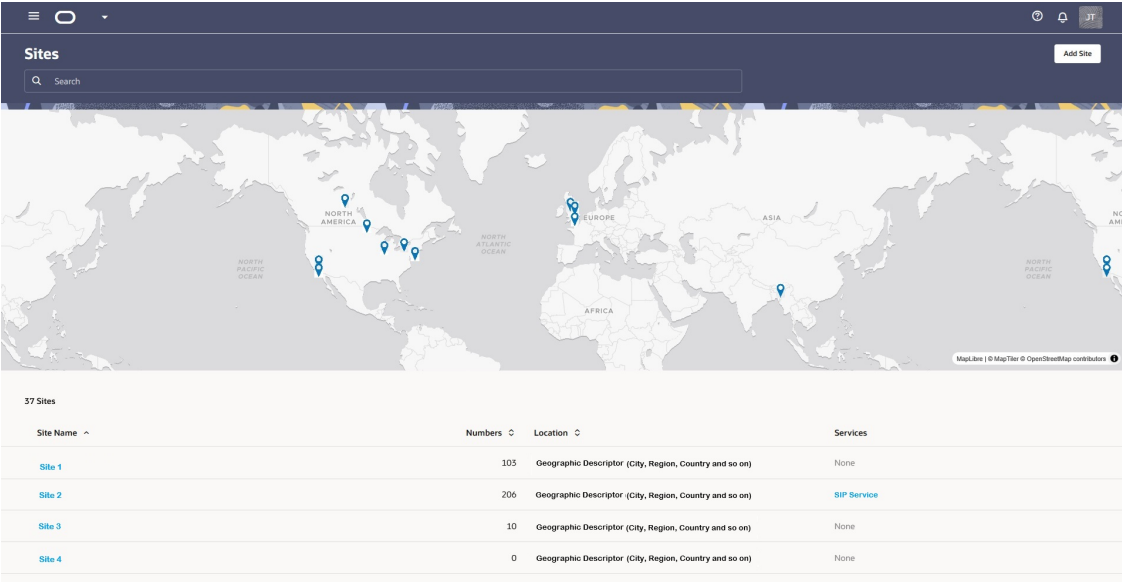 JT
Sites
Add Site
Search
NORTH
AMERICA
EUROPE
ASIA
NO
AM
NORTH
ATLANTIC
OCEAN
NORTH
PACIFIC
OCEAN
NORTH
PACIFIC
OCEAN
AFRICA
MapLibre | © MapTiler © OpenStreetMap contributors
37 Sites
Site Name Numbers Location Services
Site 1 103 Geographic Descriptor (City, Region, Country and so on) None
Site 2 206 Geographic Descriptor (City, Region, Country and so on) SIP Service
Site 3 10 Geographic Descriptor (City, Region, Country and so on) None
Site 4 0 Geographic Descriptor (City, Region, Country and so on) None